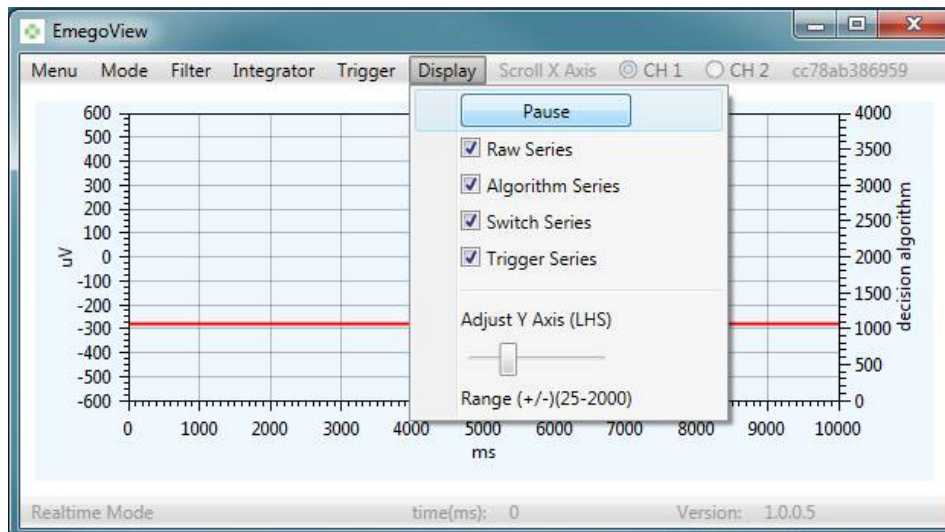 EmegoView
Menu Mode Filter Integrator Trigger Display Scroll X Axis CH 1 CH 2 cc78ab386959
Pause
Raw Series
Algorithm Series
Switch Series
Trigger Series
Adjust Y Axis (LHS)
Range (+/-)(25-2000)
600
500
400
300
200
100
0
-100
-200
-300
-400
-500
-600
uV
4000
3500
3000
2500
2000
1500
1000
500
0
decision algorithm
0 1000 2000 3000 4000 5000 6000 7000 8000 9000 10000
ms
Realtime Mode time(ms): 0 Version: 1.0.0.5